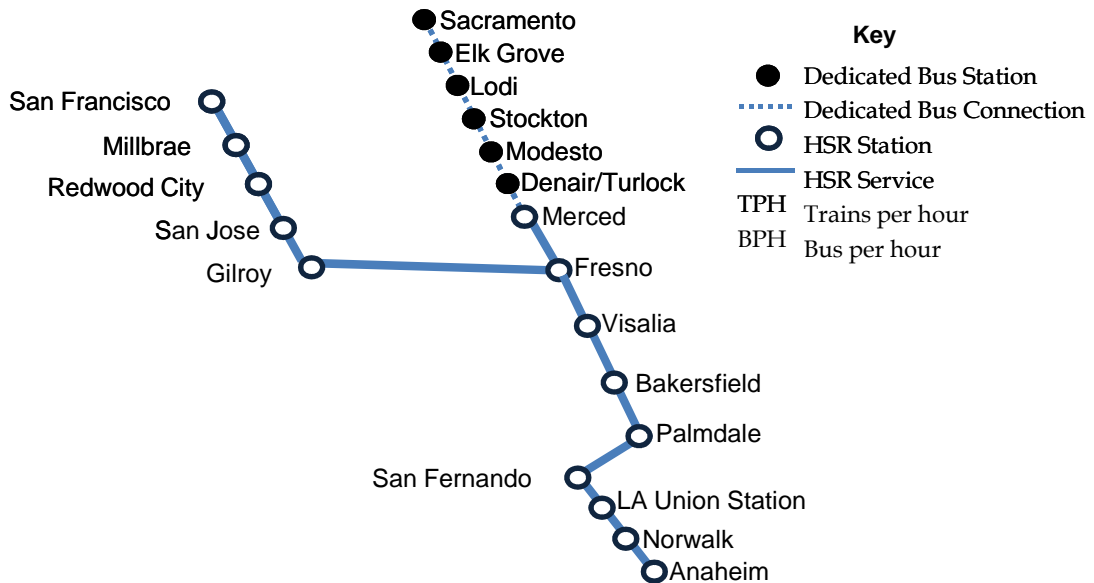 Sacramento
Elk Grove
Lodi
Stockton
Modesto
Denair/Turlock
Merced
San Francisco
Millbrae
Redwood City
San Jose
Gilroy
Fresno
Visalia
Bakersfield
Palmdale
San Fernando
LA Union Station
Norwalk
Anaheim
Key
Dedicated Bus Station
Dedicated Bus Connection
HSR Station
HSR Service
TPH Trains per hour
BPH Bus per hour